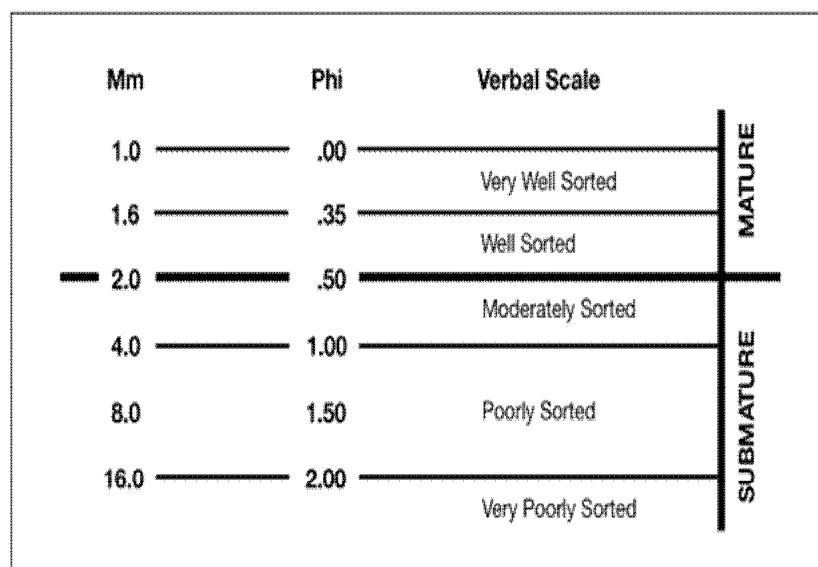 Mm Phi Verbal Scale
1.0 .00
Very Well Sorted
1.6 .35
Well Sorted
2.0 .50
Moderately Sorted
4.0 1.00
8.0 1.50 Poorly Sorted
16.0 2.00
Very Poorly Sorted
MATURE
SUBMATURE